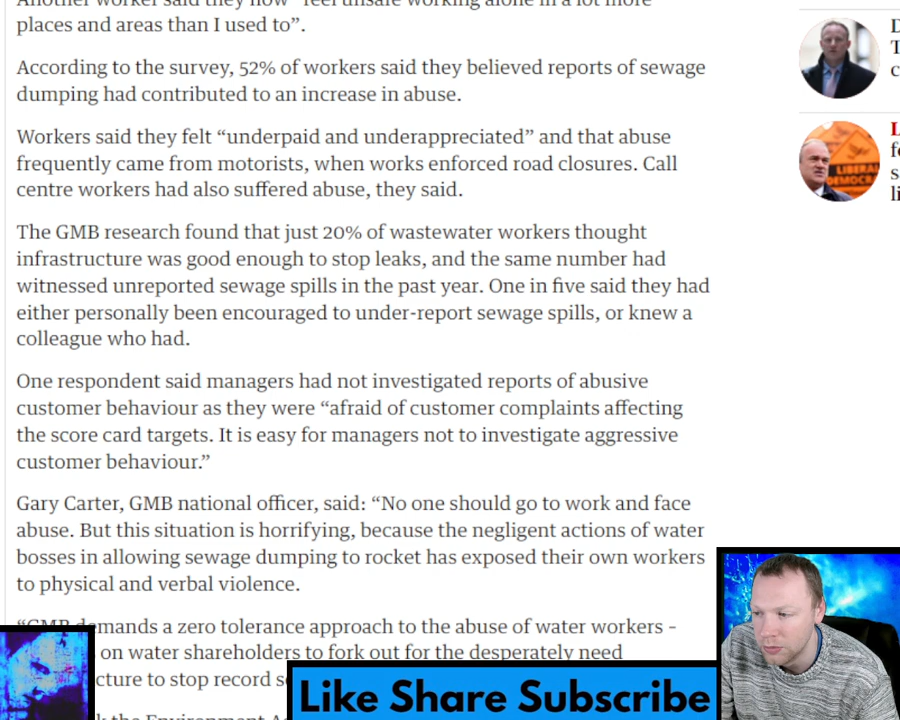 places and areas than I used to”.
According to the survey, 52% of workers said they believed reports of sewage
dumping had contributed to an increase in abuse.
Workers said they felt “underpaid and underappreciated” and that abuse
frequently came from motorists, when works enforced road closures. Call
centre workers had also suffered abuse, they said.
The GMB research found that just 20% of wastewater workers thought
infrastructure was good enough to stop leaks, and the same number had
witnessed unreported sewage spills in the past year. One in five said they had
either personally been encouraged to under-report sewage spills, or knew a
colleague who had.
One respondent said managers had not investigated reports of abusive
customer behaviour as they were “afraid of customer complaints affecting
the score card targets. It is easy for managers not to investigate aggressive
customer behaviour.”
Gary Carter, GMB national officer, said: “No one should go to work and face
abuse. But this situation is horrifying, because the negligent actions of water
bosses in allowing sewage dumping to rocket has exposed their own workers
to physical and verbal violence.
“GMB demands a zero tolerance approach to the abuse of water workers –
on water shareholders to fork out for the desperately need
cture to stop record s
the Environment A
Like Share Subscribe
LIBERAL
DEMOC